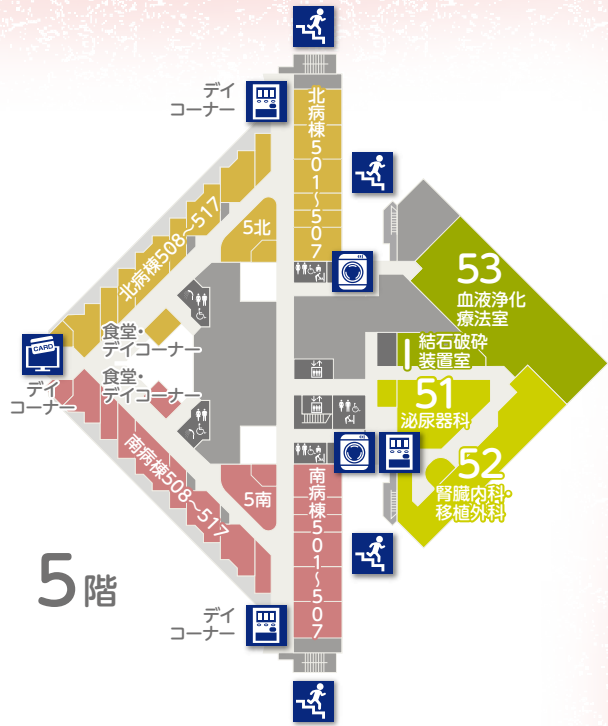 デイ
コーナー
北病棟501～507
5北
北病棟508～517
53
血液浄化
療法室
食堂・
デイコーナー
結石破砕
装置室
CARD
デイ
コーナー
食堂・
デイコーナー
51
泌尿器科
南病棟508～517
52
腎臓内科・
移植外科
5南
南病棟501～507
5階
デイ
コーナー